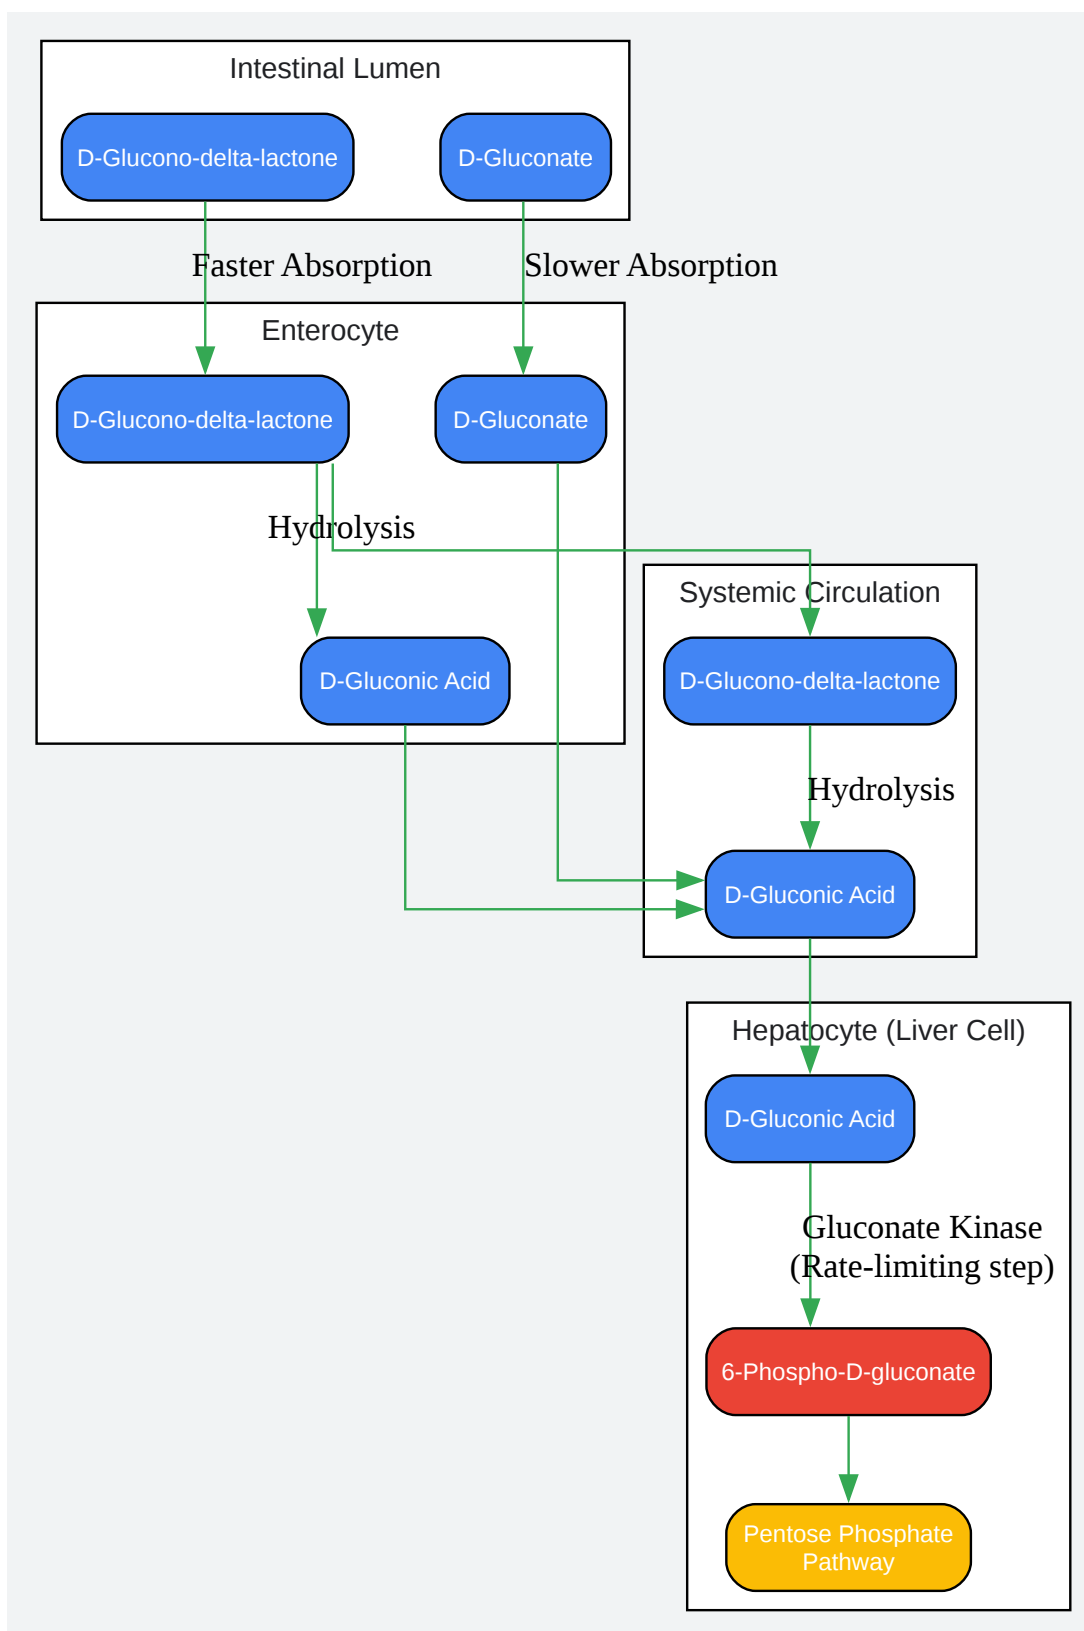 Intestinal Lumen
D-Glucono-delta-lactone
D-Gluconate
Faster Absorption
Slower Absorption
Enterocyte
D-Glucono-delta-lactone
D-Gluconate
Hydrolysis
Systemic Circulation
D-Gluconic Acid
D-Glucono-delta-lactone
Hydrolysis
D-Gluconic Acid
Hepatocyte (Liver Cell)
D-Gluconic Acid
Gluconate Kinase
(Rate-limiting step)
6-Phospho-D-gluconate
Pentose Phosphate
Pathway